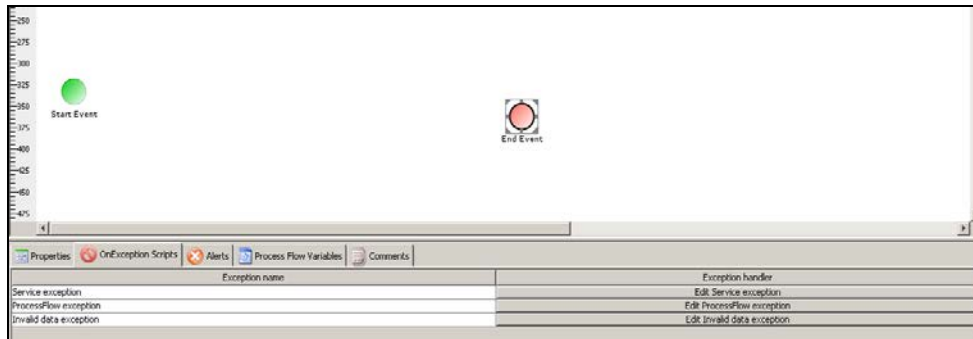 250
275
300
325
350
Start Event
375
End Event
400
425
450
475
Properties OnException Scripts Alerts Process Flow Variables Comments
Exception name Exception handler
Service exception Edit Service exception
ProcessFlow exception Edit ProcessFlow exception
Invalid data exception Edit Invalid data exception